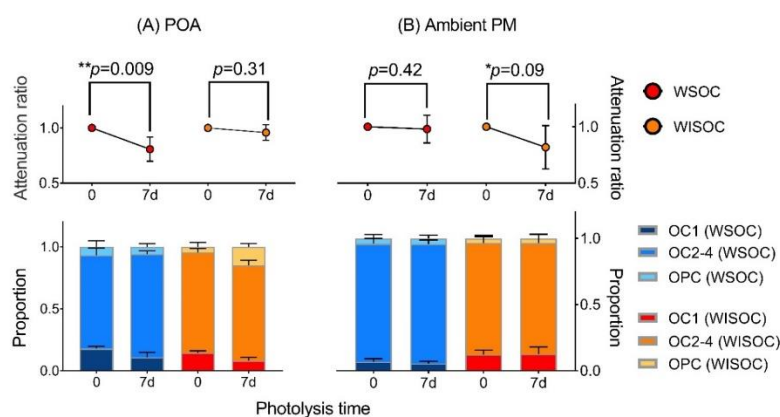 (A) POA
(B) Ambient PM
**p=0.009
p=0.31
p=0.42
*p=0.09
Attenuation ratio
1.0
0.5
0
7d
0
7d
0
7d
0
7d
Attenuation ratio
1.0
0.5
WSOC
WISOC
Proportion
1.0
0.5
0.0
0
7d
0
7d
0
7d
0
7d
Proportion
1.0
0.5
0.0
OC1 (WSOC)
OC2-4 (WSOC)
OPC (WSOC)
OC1 (WISOC)
OC2-4 (WISOC)
OPC (WISOC)
Photolysis time